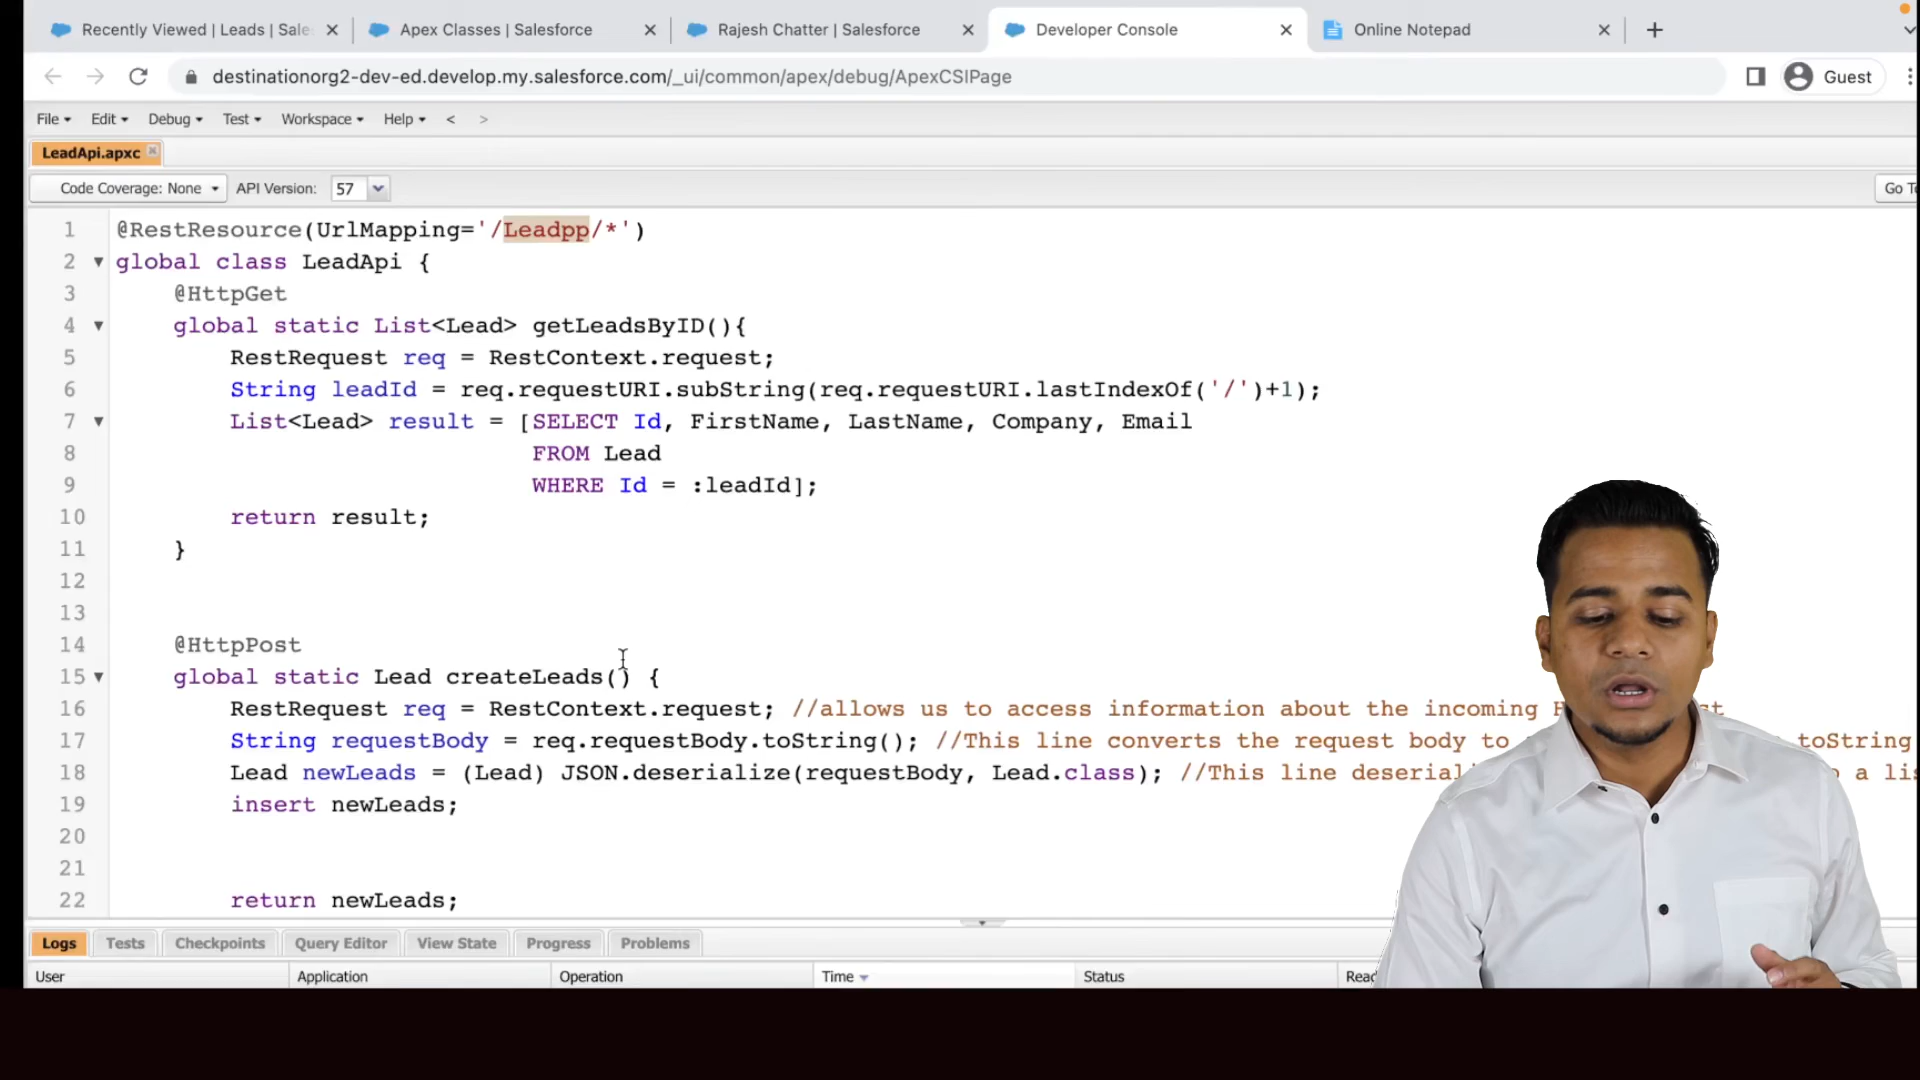 Recently Viewed | Leads | Sale
Apex Classes | Salesforce
Rajesh Chatter | Salesforce
Developer Console
Online Notepad
destinationorg2-dev-ed.develop.my.salesforce.com/_ui/common/apex/debug/ApexCSIPage
Guest
File Edit Debug Test Workspace Help < >
LeadApi.apxc
Code Coverage: None API Version: 57 Go To
1 @RestResource(UrlMapping='/Leadpp/*')
2 global class LeadApi {
3 @HttpGet
4 global static List<Lead> getLeadsByID(){
5 RestRequest req = RestContext.request;
6 String leadId = req.requestURI.subString(req.requestURI.lastIndexOf('/')+1);
7 List<Lead> result = [SELECT Id, FirstName, LastName, Company, Email
8 FROM Lead
9 WHERE Id = :leadId];
10 return result;
11 }
12
13
14 @HttpPost
15 global static Lead createLeads() {
16 RestRequest req = RestContext.request; //allows us to access information about the incoming H st
17 String requestBody = req.requestBody.toString(); //This line converts the request body to toString
18 Lead newLeads = (Lead) JSON.deserialize(requestBody, Lead.class); //This line deseriali a lis
19 insert newLeads;
20
21
22 return newLeads;
Logs Tests Checkpoints Query Editor View State Progress Problems
User Application Operation Time Status Read